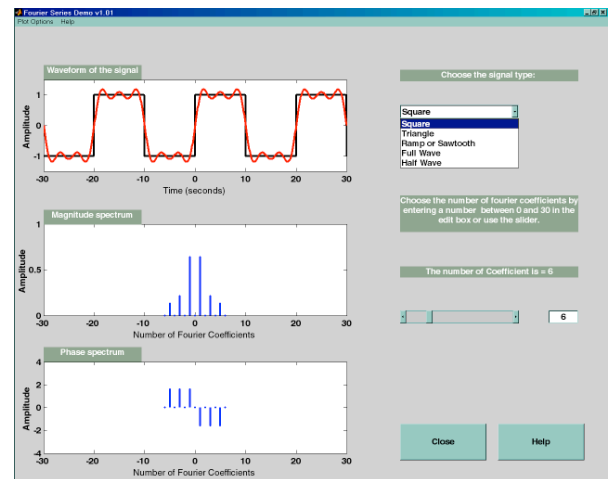 Fourier Series Demo v1.01
Plot Options Help
Waveform of the signal
1
0
-1
Amplitude
-30 -20 -10 0 10 20 30
Time (seconds)
Magnitude spectrum
1
0.5
0
Amplitude
-30 -20 -10 0 10 20 30
Number of Fourier Coefficients
Phase spectrum
4
2
0
-2
-4
Amplitude
-30 -20 -10 0 10 20 30
Number of Fourier Coefficients
Choose the signal type:
Square
Square
Triangle
Ramp or Sawtooth
Full Wave
Half Wave
Choose the number of fourier coefficients by
entering a number between 0 and 30 in the
edit box or use the slider.
The number of Coefficient is = 6
6
Close Help